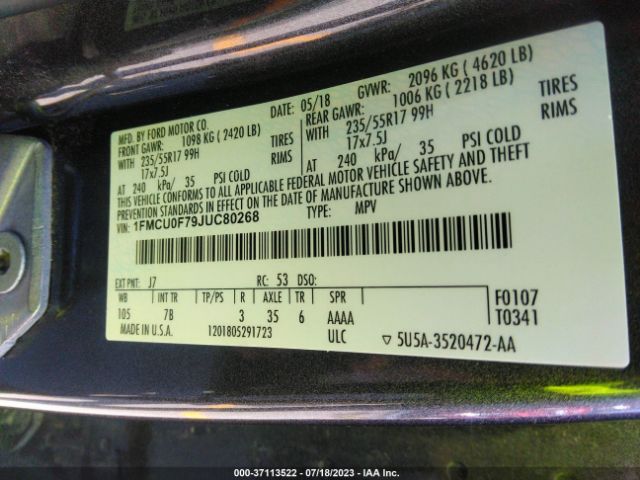 MFD. BY FORD MOTOR CO. DATE: 05/18 GVWR: 2096 KG ( 4620 LB)
FRONT GAWR: 1098 KG ( 2420 LB) REAR GAWR: 1006 KG ( 2218 LB)
WITH 235/55R17 99H TIRES WITH 235/55R17 99H TIRES
17x7.5J RIMS 17x7.5J RIMS
AT 240 kPa/ 35 PSI COLD AT 240 kPa/ 35 PSI COLD
THIS VEHICLE CONFORMS TO ALL APPLICABLE FEDERAL MOTOR VEHICLE SAFETY AND THEFT
PREVENTION STANDARDS IN EFFECT ON THE DATE OF MANUFACTURE SHOWN ABOVE.
VIN: 1FMCU0F79JUC80268 TYPE: MPV
EXT PNT: J7 RC: 53 DSO:
WB INT TR TP/PS R AXLE TR SPR F0107
105 7B 3 35 6 AAAA T0341
MADE IN U.S.A. 1201805291723 ULC 5U5A-3520472-AA
000-37113522 - 07/18/2023 - IAA Inc.